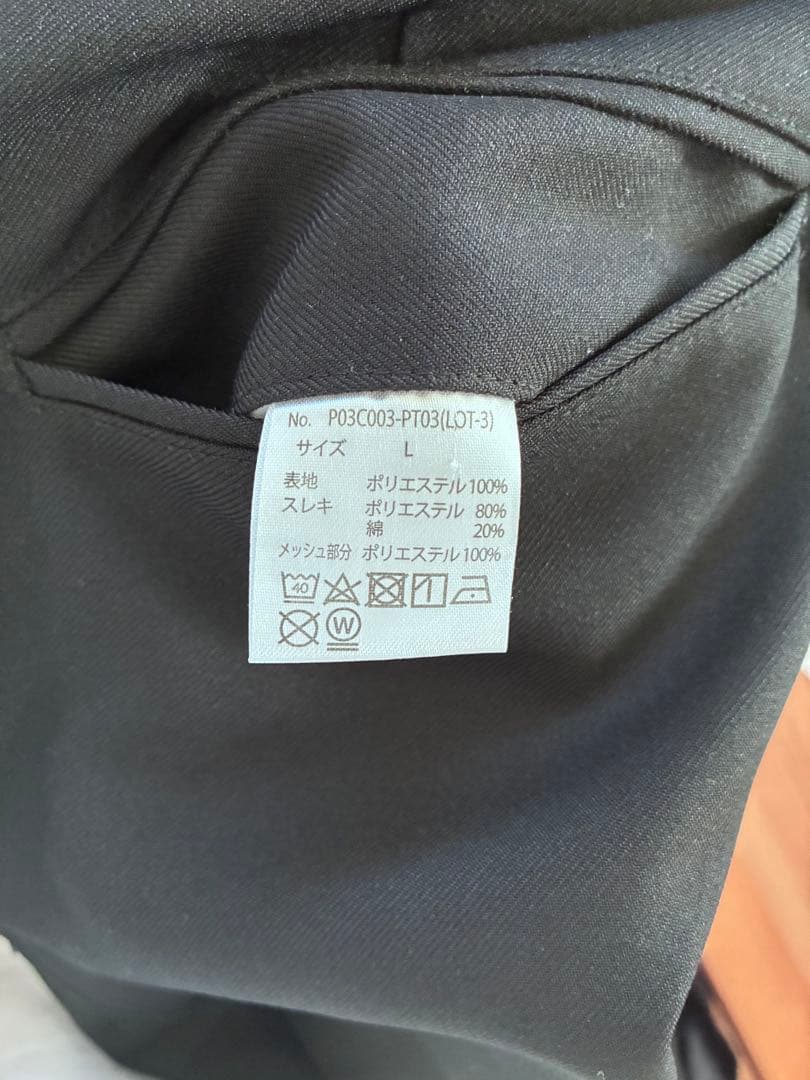 No. P03C003-PT03(LOT-3)
サイズ L
表地 ポリエステル100%
スレキ ポリエステル 80%
綿 20%
メッシュ部分 ポリエステル100%
40
W